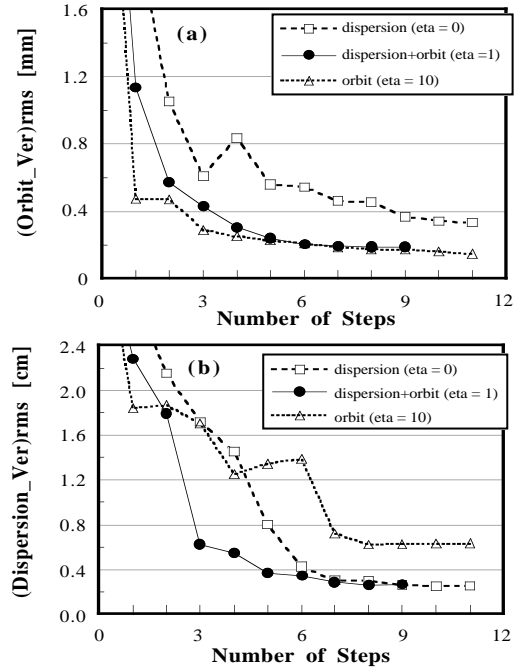 (a)
dispersion (eta = 0)
dispersion+orbit (eta =1)
orbit (eta = 10)
(Orbit_Ver)rms [mm]
1.6
1.2
0.8
0.4
0
0
3
6
9
12
Number of Steps
(b)
dispersion (eta = 0)
dispersion+orbit (eta = 1)
orbit (eta = 10)
(Dispersion_Ver)rms [cm]
2.4
2.0
1.6
1.2
0.8
0.4
0.0
0
3
6
9
12
Number of Steps